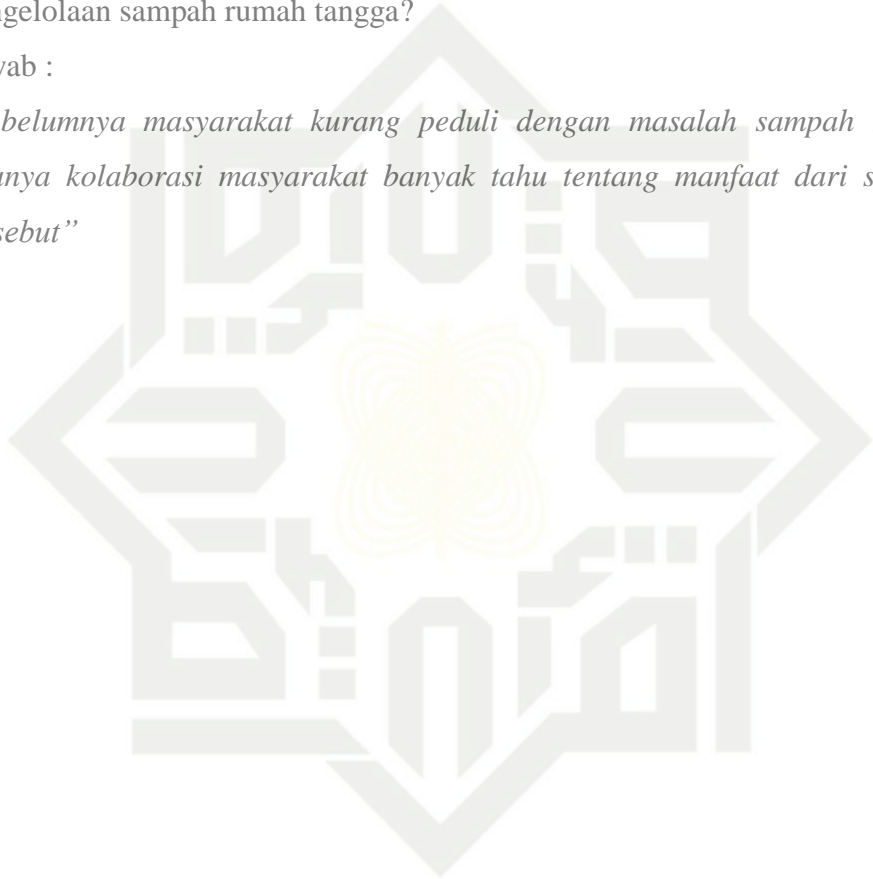 ngelolaan sampah rumah tangga?
vab :
belumnya masyarakat kurang peduli dengan masalah sampah
nya kolaborasi masyarakat banyak tahu tentang manfaat dari s
sebut”